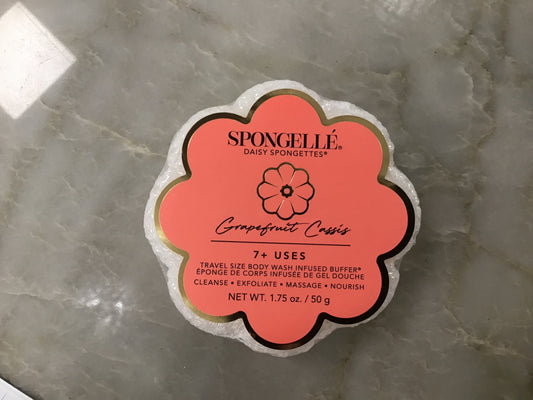 SPONGELLÉ®
DAISY SPONGETTES®
Grapefruit Cassis
7+ USES
TRAVEL SIZE BODY WASH INFUSED BUFFER®
ÉPONGE DE CORPS INFUSÉE DE GEL DOUCHE
CLEANSE • EXFOLIATE • MASSAGE • NOURISH
NET WT. 1.75 oz. / 50 g